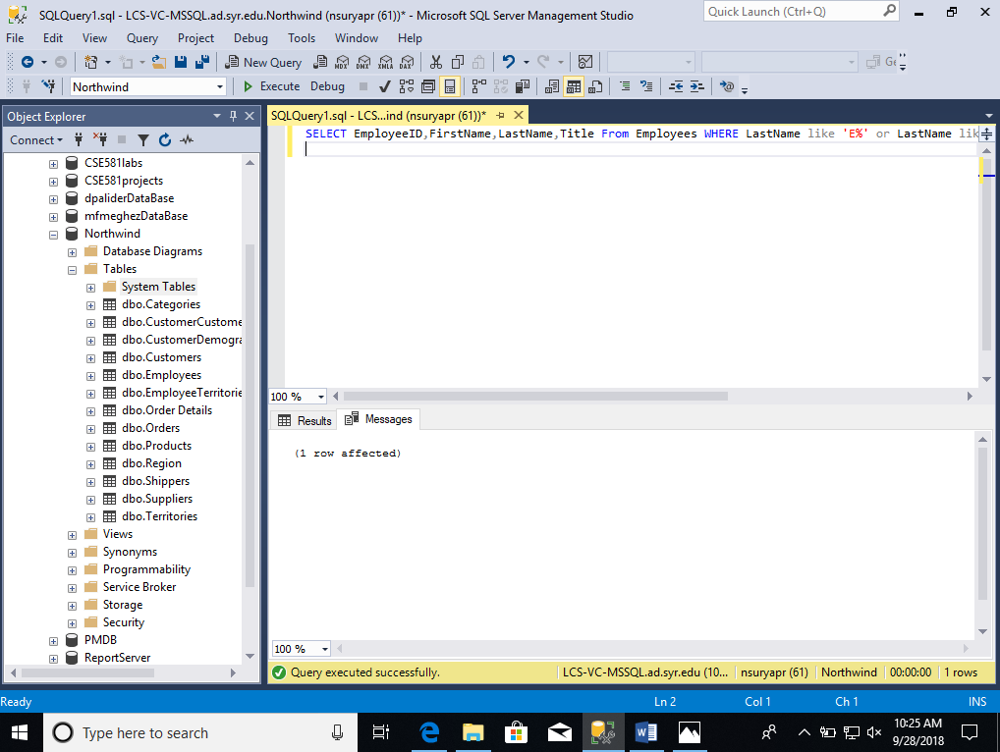 SQLQuery1.sql - LCS-VC-MSSQL.ad.syr.edu.Northwind (nsuryapr (61))* - Microsoft SQL Server Management Studio
Quick Launch (Ctrl+Q)
File Edit View Query Project Debug Tools Window Help
New Query MDX DMX XMLA DAX Ge
Northwind Execute Debug
Object Explorer
SQLQuery1.sql - LCS...ind (nsuryapr (61))*
Connect
SELECT EmployeeID,FirstName,LastName,Title From Employees WHERE LastName like 'E%' or LastName lik
CSE581labs
CSE581projects
dpaliderDataBase
mfmeghezDataBase
Northwind
Database Diagrams
Tables
System Tables
dbo.Categories
dbo.CustomerCustome
dbo.CustomerDemogra
dbo.Customers
dbo.Employees
dbo.EmployeeTerritorie
dbo.Order Details
dbo.Orders
dbo.Products
dbo.Region
dbo.Shippers
dbo.Suppliers
dbo.Territories
Views
Synonyms
Programmability
Service Broker
Storage
Security
PMDB
ReportServer
100 %
Results Messages
(1 row affected)
100 %
Query executed successfully. LCS-VC-MSSQL.ad.syr.edu (10... nsuryapr (61) Northwind 00:00:00 1 rows
Ready Ln 2 Col 1 Ch 1 INS
Type here to search
10:25 AM
9/28/2018